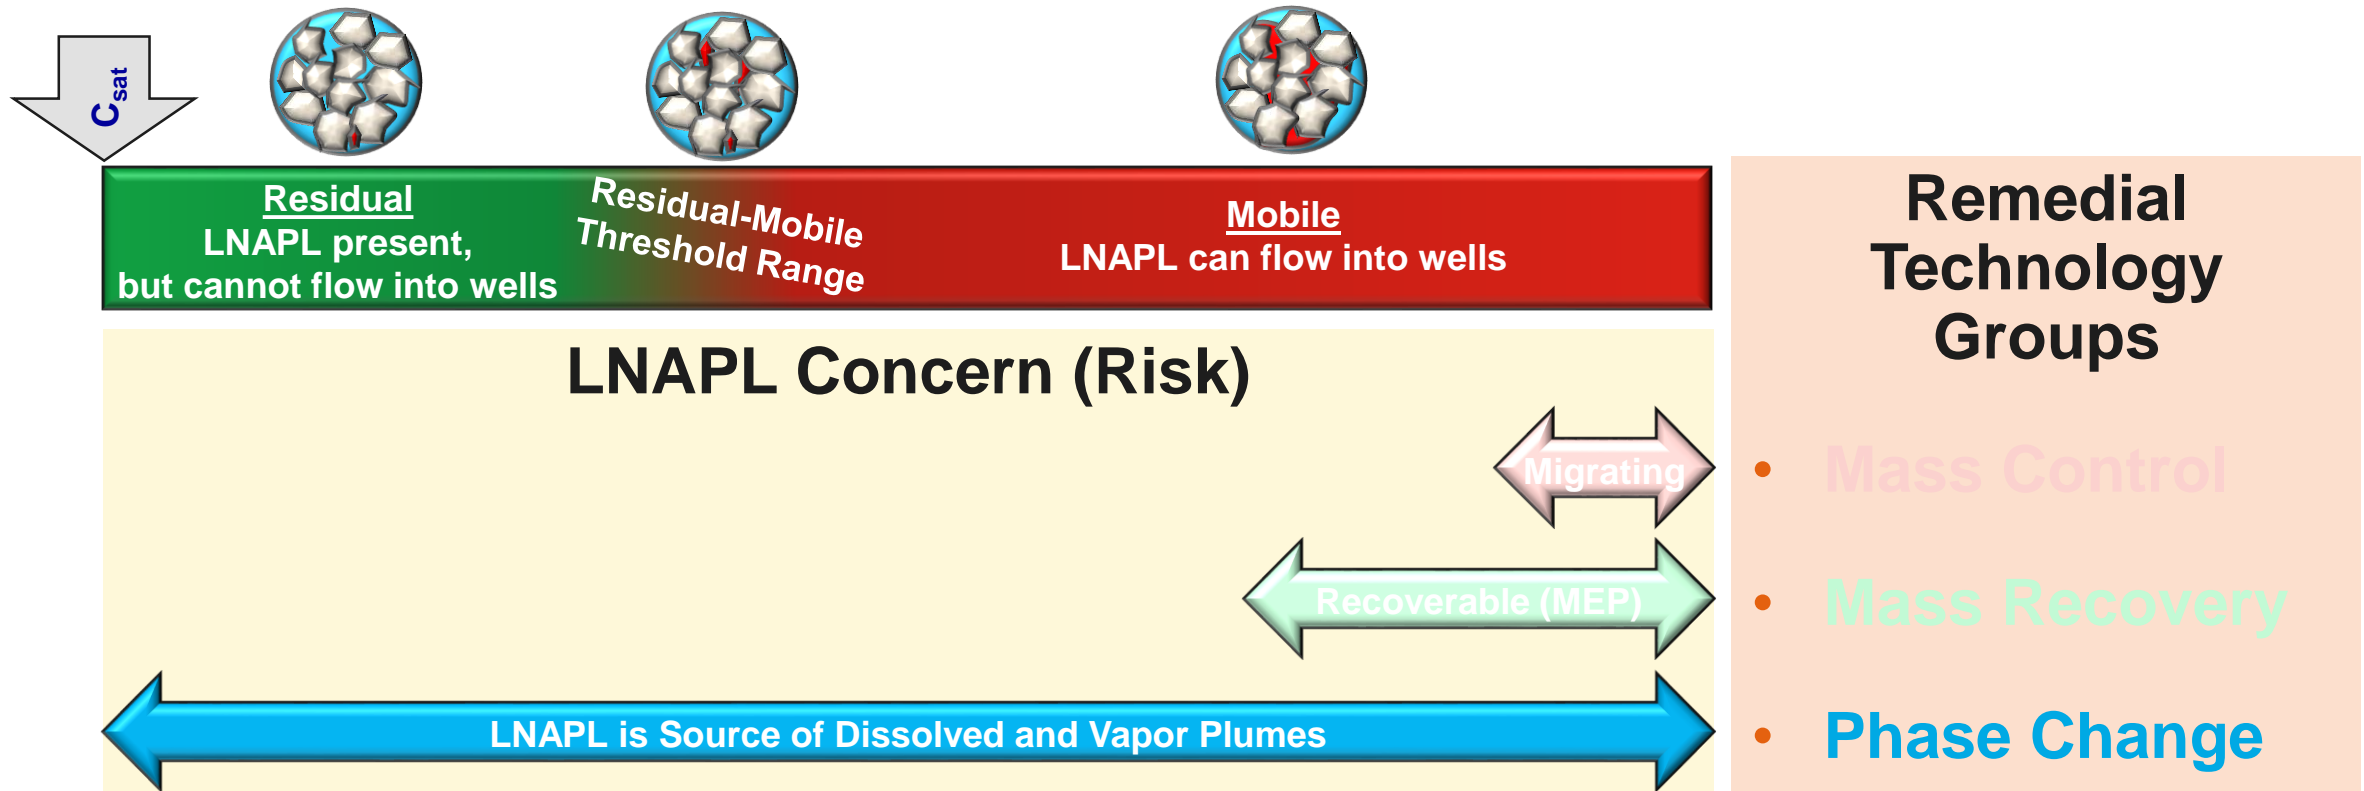 Csat
Residual
LNAPL present,
but cannot flow into wells
Residual-Mobile
Threshold Range
Mobile
LNAPL can flow into wells
LNAPL Concern (Risk)
Migrating
Recoverable (MEP)
LNAPL is Source of Dissolved and Vapor Plumes
Remedial
Technology
Groups
• Mass Control
• Mass Recovery
• Phase Change